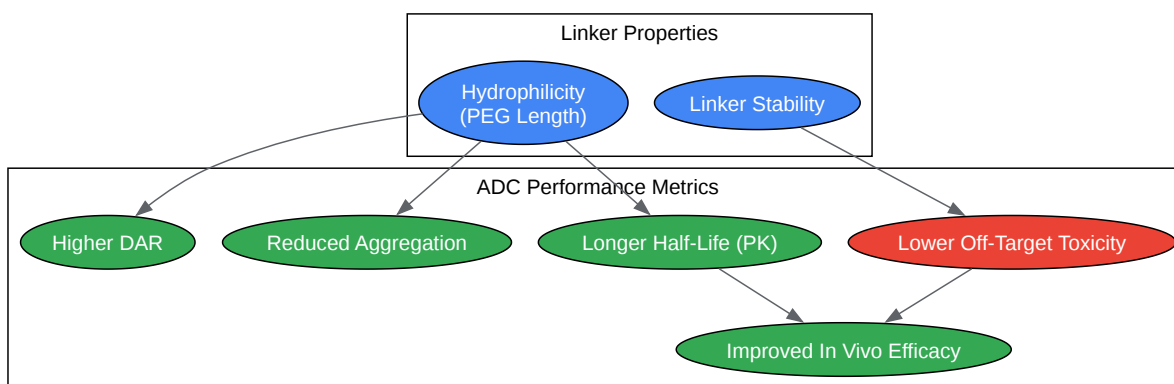 Linker Properties
Hydrophilicity
(PEG Length)
Linker Stability
ADC Performance Metrics
Higher DAR
Reduced Aggregation
Longer Half-Life (PK)
Lower Off-Target Toxicity
Improved In Vivo Efficacy